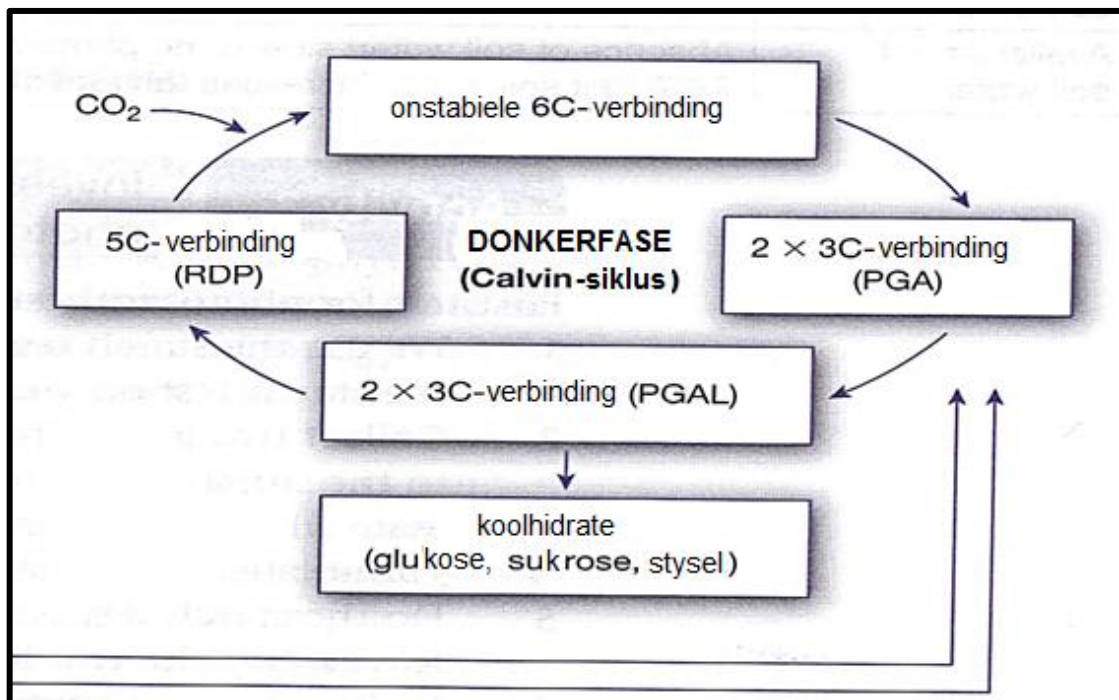 CO₂
onstabiele 6C-verbinding
5C-verbinding
(RDP)
DONKERFASE
(Calvin-siklus)
2 × 3C-verbinding
(PGA)
2 × 3C-verbinding (PGAL)
koolhidrate
(glukose, sukrose, stysel)